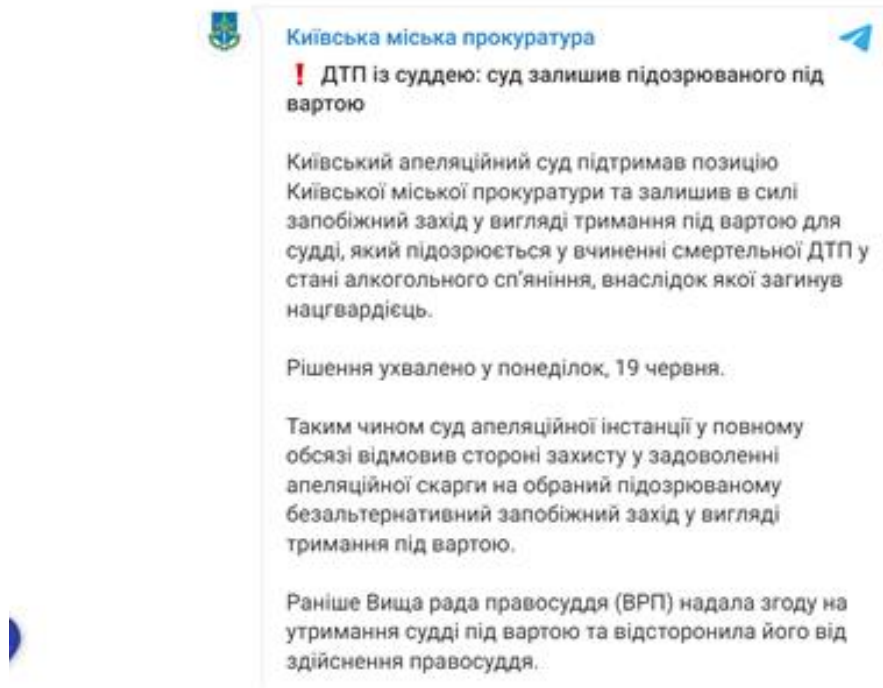 Київська міська прокуратура
❗ ДТП із суддею: суд залишив підозрюваного під
вартою
Київський апеляційний суд підтримав позицію
Київської міської прокуратури та залишив в силі
запобіжний захід у вигляді тримання під вартою для
судді, який підозрюється у вчиненні смертельної ДТП у
стані алкогольного сп'яніння, внаслідок якої загинув
нацгвардієць.
Рішення ухвалено у понеділок, 19 червня.
Таким чином суд апеляційної інстанції у повному
обсязі відмовив стороні захисту у задоволенні
апеляційної скарги на обраний підозрюваному
безальтернативний запобіжний захід у вигляді
тримання під вартою.
Раніше Вища рада правосуддя (ВРП) надала згоду на
утримання судді під вартою та відсторонила його від
здійснення правосуддя.